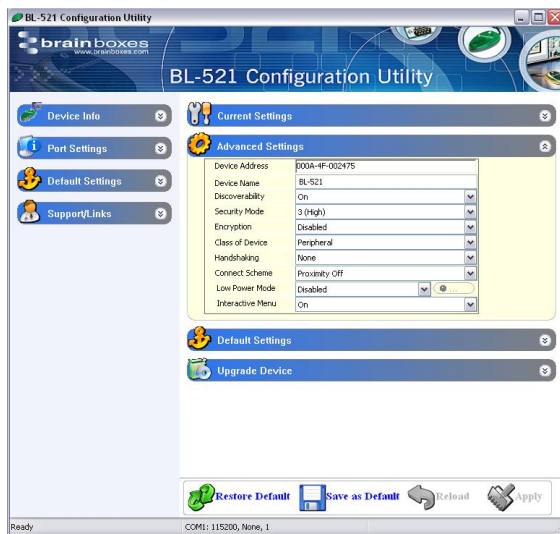 BL-521 Configuration Utility
brainboxes
www.brainboxes.com
BL-521 Configuration Utility
Device Info
Port Settings
Default Settings
Support/Links
Current Settings
Advanced Settings
Device Address 000A-4F-002475
Device Name BL-521
Discoverability On
Security Mode 3 (High)
Encryption Disabled
Class of Device Peripheral
Handshaking None
Connect Scheme Proximity Off
Low Power Mode Disabled ...
Interactive Menu On
Default Settings
Upgrade Device
Restore Default Save as Default Reload Apply
Ready COM1: 115200, None, 1